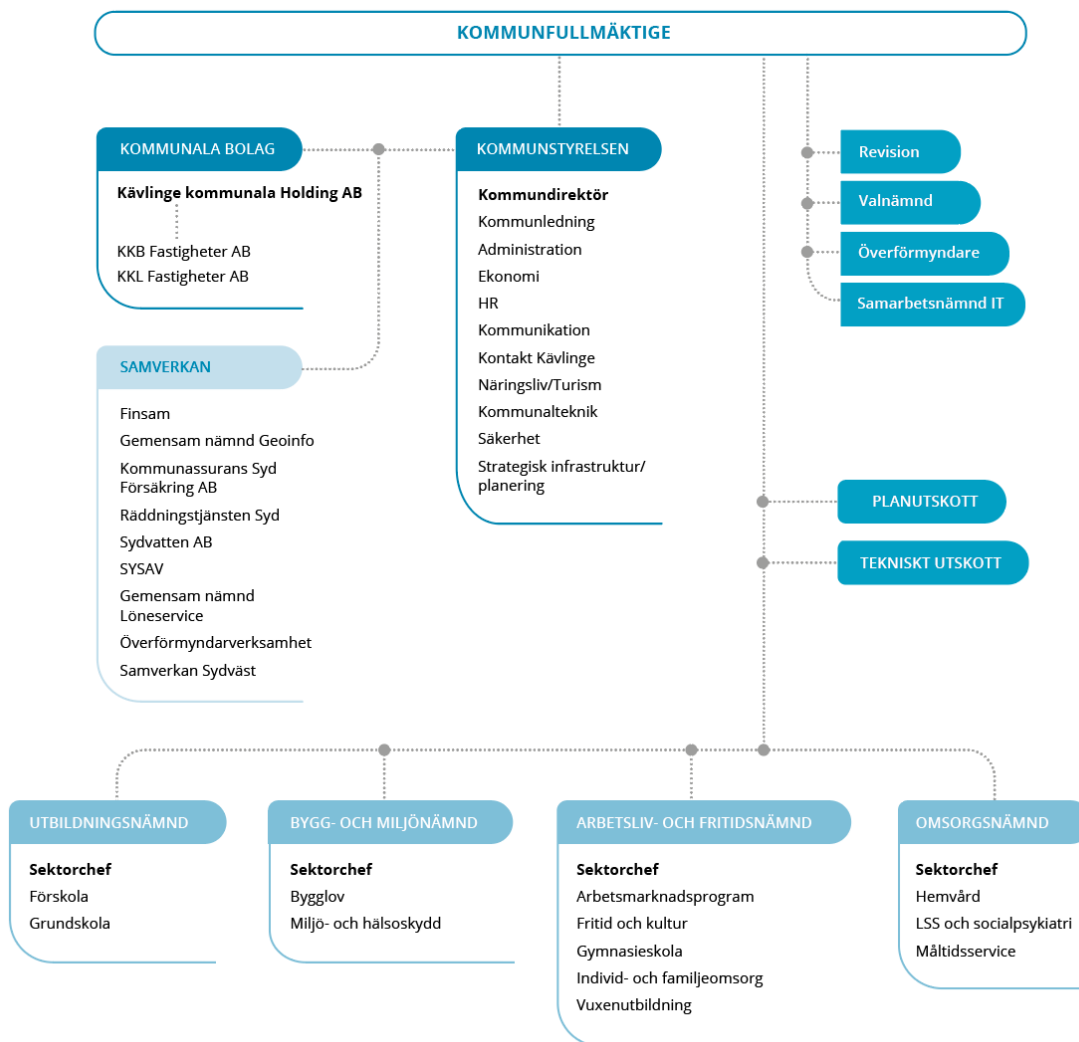 KOMMUNFULLMÄKTIGE
KOMMUNALA BOLAG
Kävlinge kommunala Holding AB
KKB Fastigheter AB
KKL Fastigheter AB
SAMVERKAN
Finsam
Gemensam nämnd Geoinfo
Kommunassurans Syd
Försäkring AB
Räddningstjänsten Syd
Sydvatten AB
SYSAV
Gemensam nämnd
Löneservice
Överförmyndarverksamhet
Samverkan Sydväst
KOMMUNSTYRELSEN
Kommundirektör
Kommunledning
Administration
Ekonomi
HR
Kommunikation
Kontakt Kävlinge
Näringsliv/Turism
Kommunalteknik
Säkerhet
Strategisk infrastruktur/
planering
Revision
Valnämnd
Överförmyndare
Samarbetsnämnd IT
PLANUTSKOTT
TEKNISKT UTSKOTT
UTBILDNINGSNÄMND
Sektorchef
Förskola
Grundskola
BYGG- OCH MILJÖNÄMND
Sektorchef
Bygglov
Miljö- och hälsoskydd
ARBETSLIV- OCH FRITIDSNÄMND
Sektorchef
Arbetsmarknadsprogram
Fritid och kultur
Gymnasieskola
Individ- och familjeomsorg
Vuxenutbildning
OMSORGSNÄMND
Sektorchef
Hemvård
LSS och socialpsykiatri
Måltidsservice